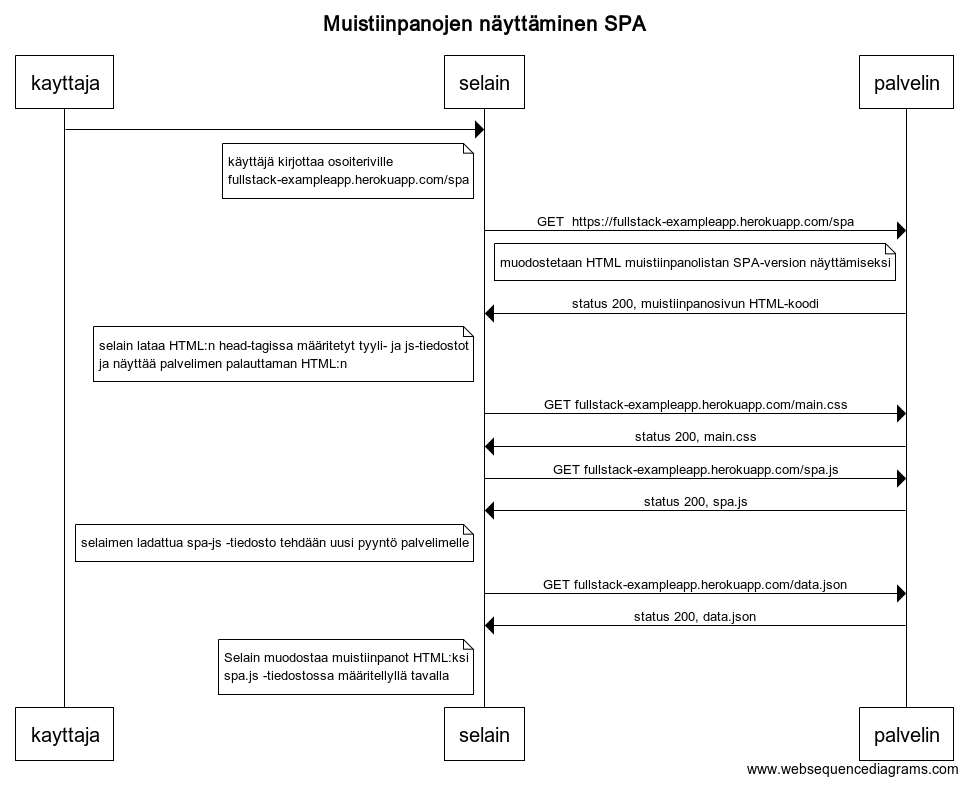 Muistiinpanojen näyttäminen SPA
kayttaja
selain
palvelin
käyttäjä kirjottaa osoiteriville
fullstack-exampleapp.herokuapp.com/spa
GET  https://fullstack-exampleapp.herokuapp.com/spa
muodostetaan HTML muistiinpanolistan SPA-version näyttämiseksi
status 200, muistiinpanosivun HTML-koodi
selain lataa HTML:n head-tagissa määritetyt tyyli- ja js-tiedostot
ja näyttää palvelimen palauttaman HTML:n
GET fullstack-exampleapp.herokuapp.com/main.css
status 200, main.css
GET fullstack-exampleapp.herokuapp.com/spa.js
status 200, spa.js
selaimen ladattua spa-js -tiedosto tehdään uusi pyyntö palvelimelle
GET fullstack-exampleapp.herokuapp.com/data.json
status 200, data.json
Selain muodostaa muistiinpanot HTML:ksi
spa.js -tiedostossa määritellyllä tavalla
kayttaja
selain
palvelin
www.websequencediagrams.com